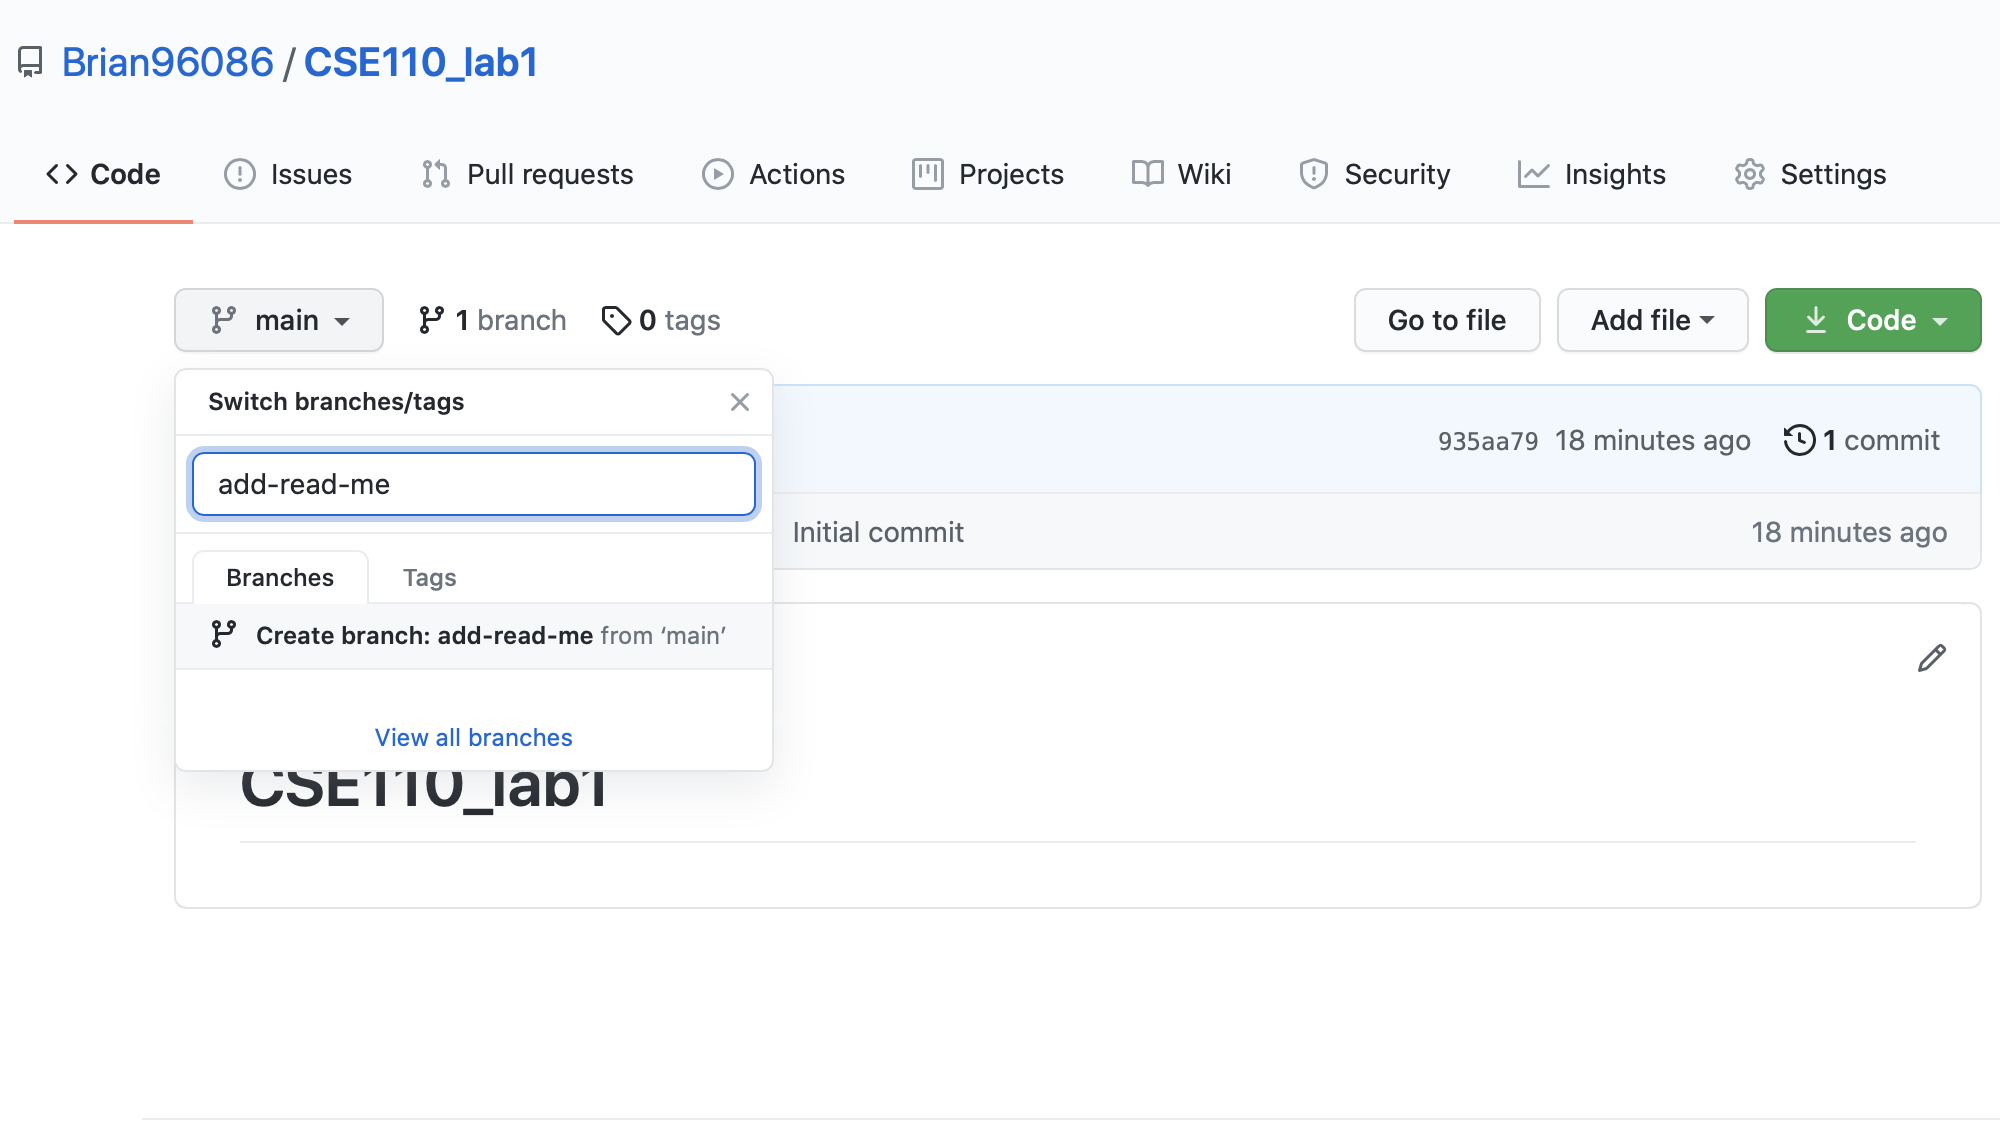 Brian96086 / CSE110_lab1
Code Issues Pull requests Actions Projects Wiki Security Insights Settings
main 1 branch 0 tags Go to file Add file Code
Switch branches/tags
935aa79 18 minutes ago 1 commit
add-read-me
Initial commit 18 minutes ago
Branches Tags
Create branch: add-read-me from ‘main’
View all branches
CSE110_lab1